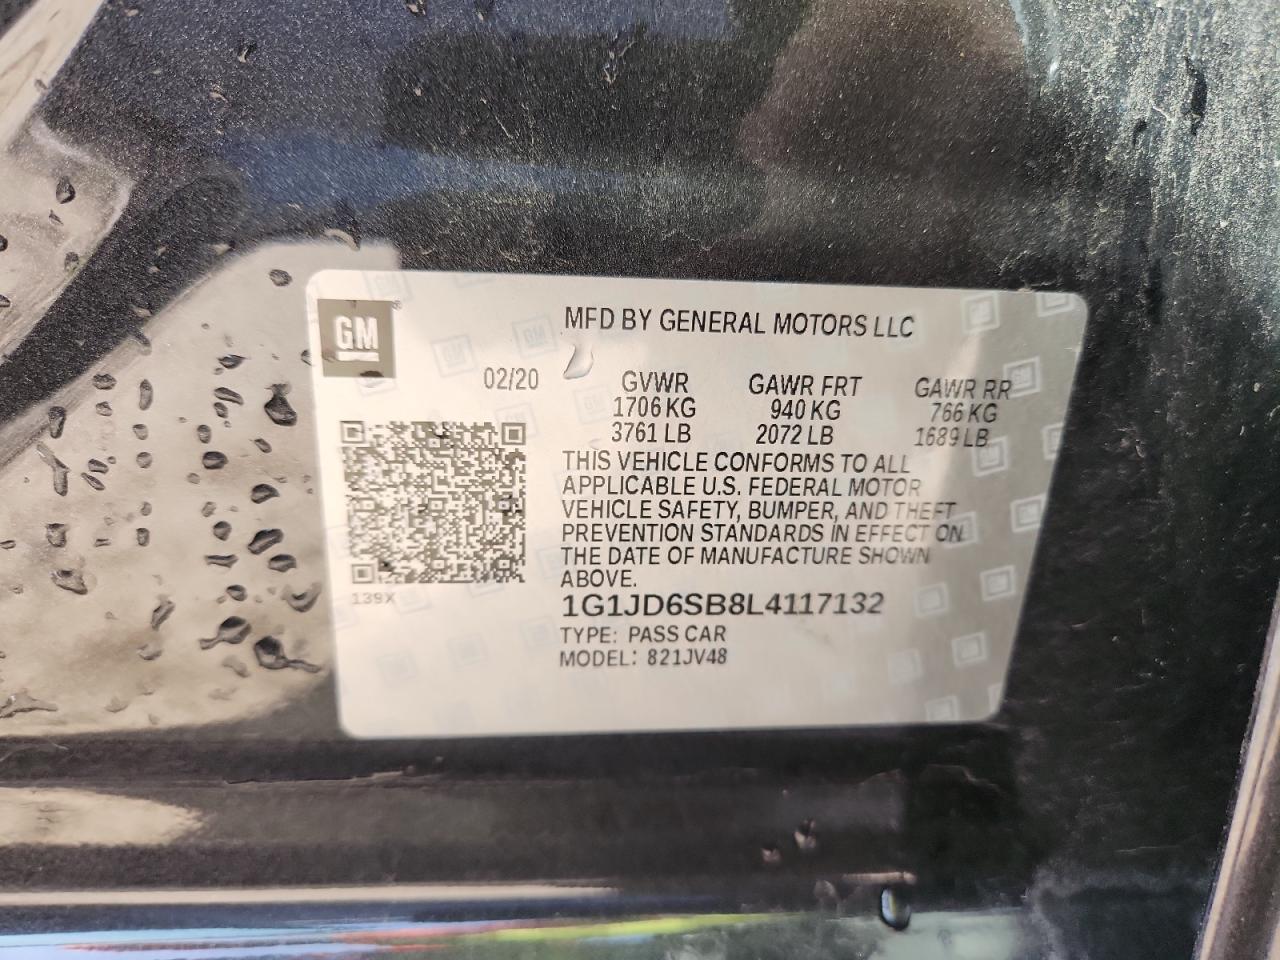 GM
MFD BY GENERAL MOTORS LLC
02/20 GVWR GAWR FRT GAWR RR
1706 KG 940 KG 766 KG
3761 LB 2072 LB 1689 LB
THIS VEHICLE CONFORMS TO ALL
APPLICABLE U.S. FEDERAL MOTOR
VEHICLE SAFETY, BUMPER, AND THEFT
PREVENTION STANDARDS IN EFFECT ON
THE DATE OF MANUFACTURE SHOWN
ABOVE.
139X
1G1JD6SB8L4117132
TYPE: PASS CAR
MODEL: 821JV48